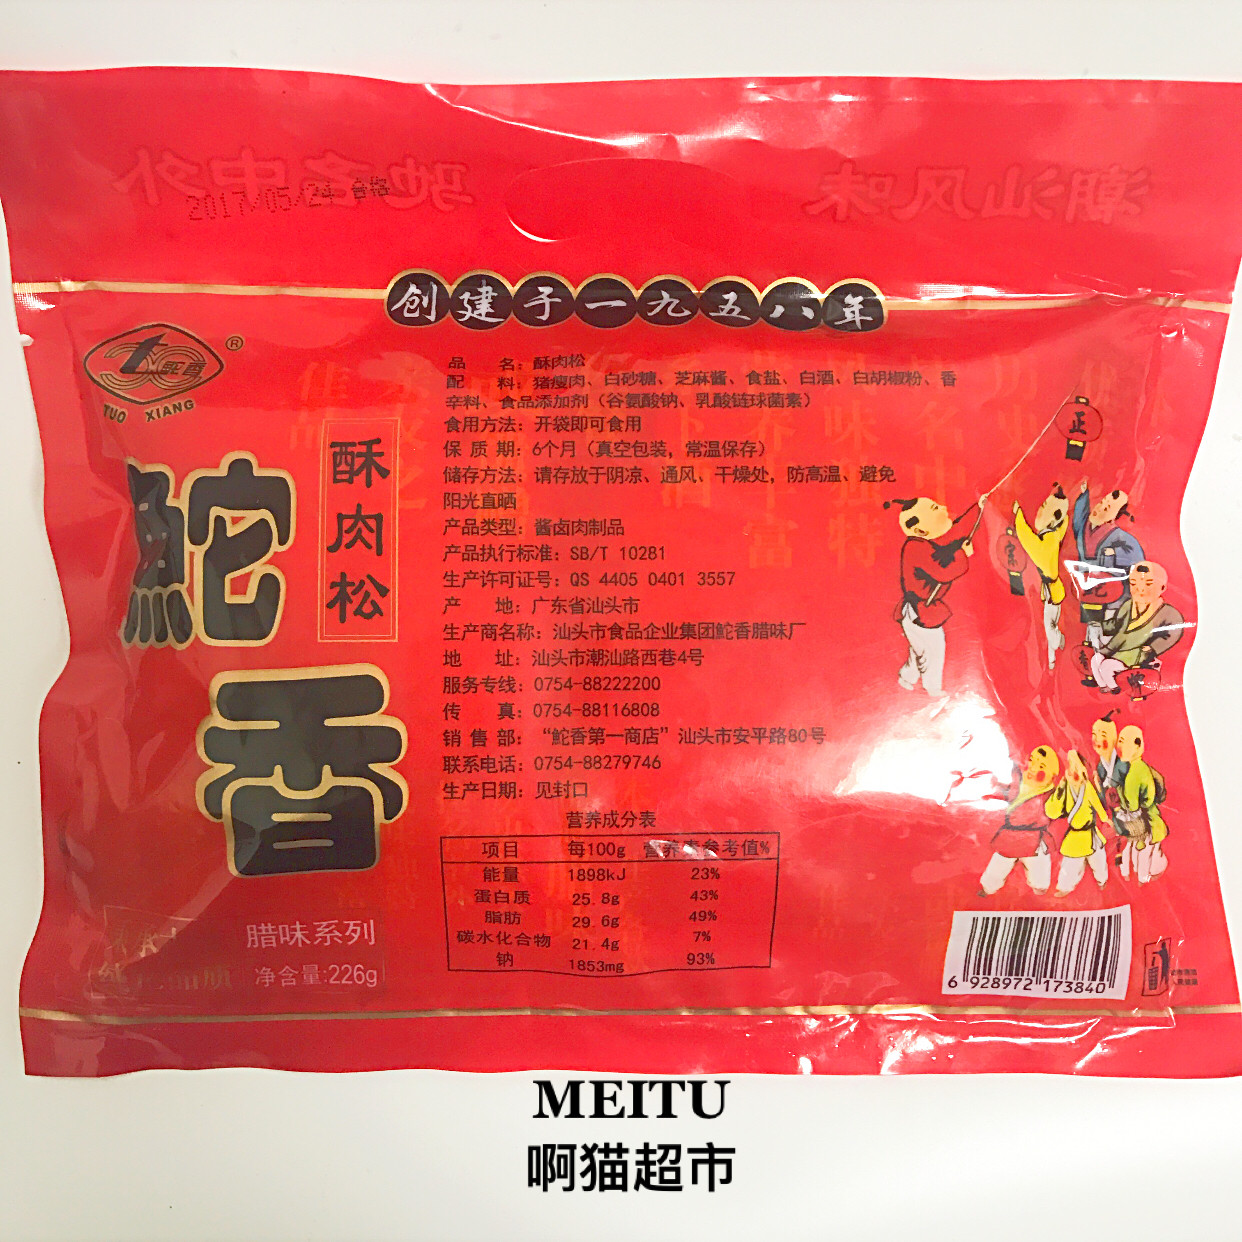 2017/05/24 合格
创建于一九五八年
鮀香
®
TUO XIANG
鮀香
酥肉松
品 名：酥肉松
配 料：猪瘦肉、白砂糖、芝麻酱、食盐、白酒、白胡椒粉、香
辛料、食品添加剂（谷氨酸钠、乳酸链球菌素）
食用方法：开袋即可食用
保 质 期：6个月（真空包装，常温保存）
储存方法：请存放于阴凉、通风、干燥处，防高温、避免
阳光直晒
产品类型：酱卤肉制品
产品执行标准：SB/T 10281
生产许可证号：QS 4405 0401 3557
产 地：广东省汕头市
生产商名称：汕头市食品企业集团鮀香腊味厂
地 址：汕头市潮汕路西巷4号
服务专线：0754-88222200
传 真：0754-88116808
销 售 部：“鮀香第一商店”汕头市安平路80号
联系电话：0754-88279746
生产日期：见封口
营养成分表
项目 每100g 营养素参考值%
能量 1898kJ 23%
蛋白质 25.8g 43%
脂肪 29.6g 49%
碳水化合物 21.4g 7%
钠 1853mg 93%
腊味系列
净含量:226g
正
6 928972 173840
MEITU
啊猫超市